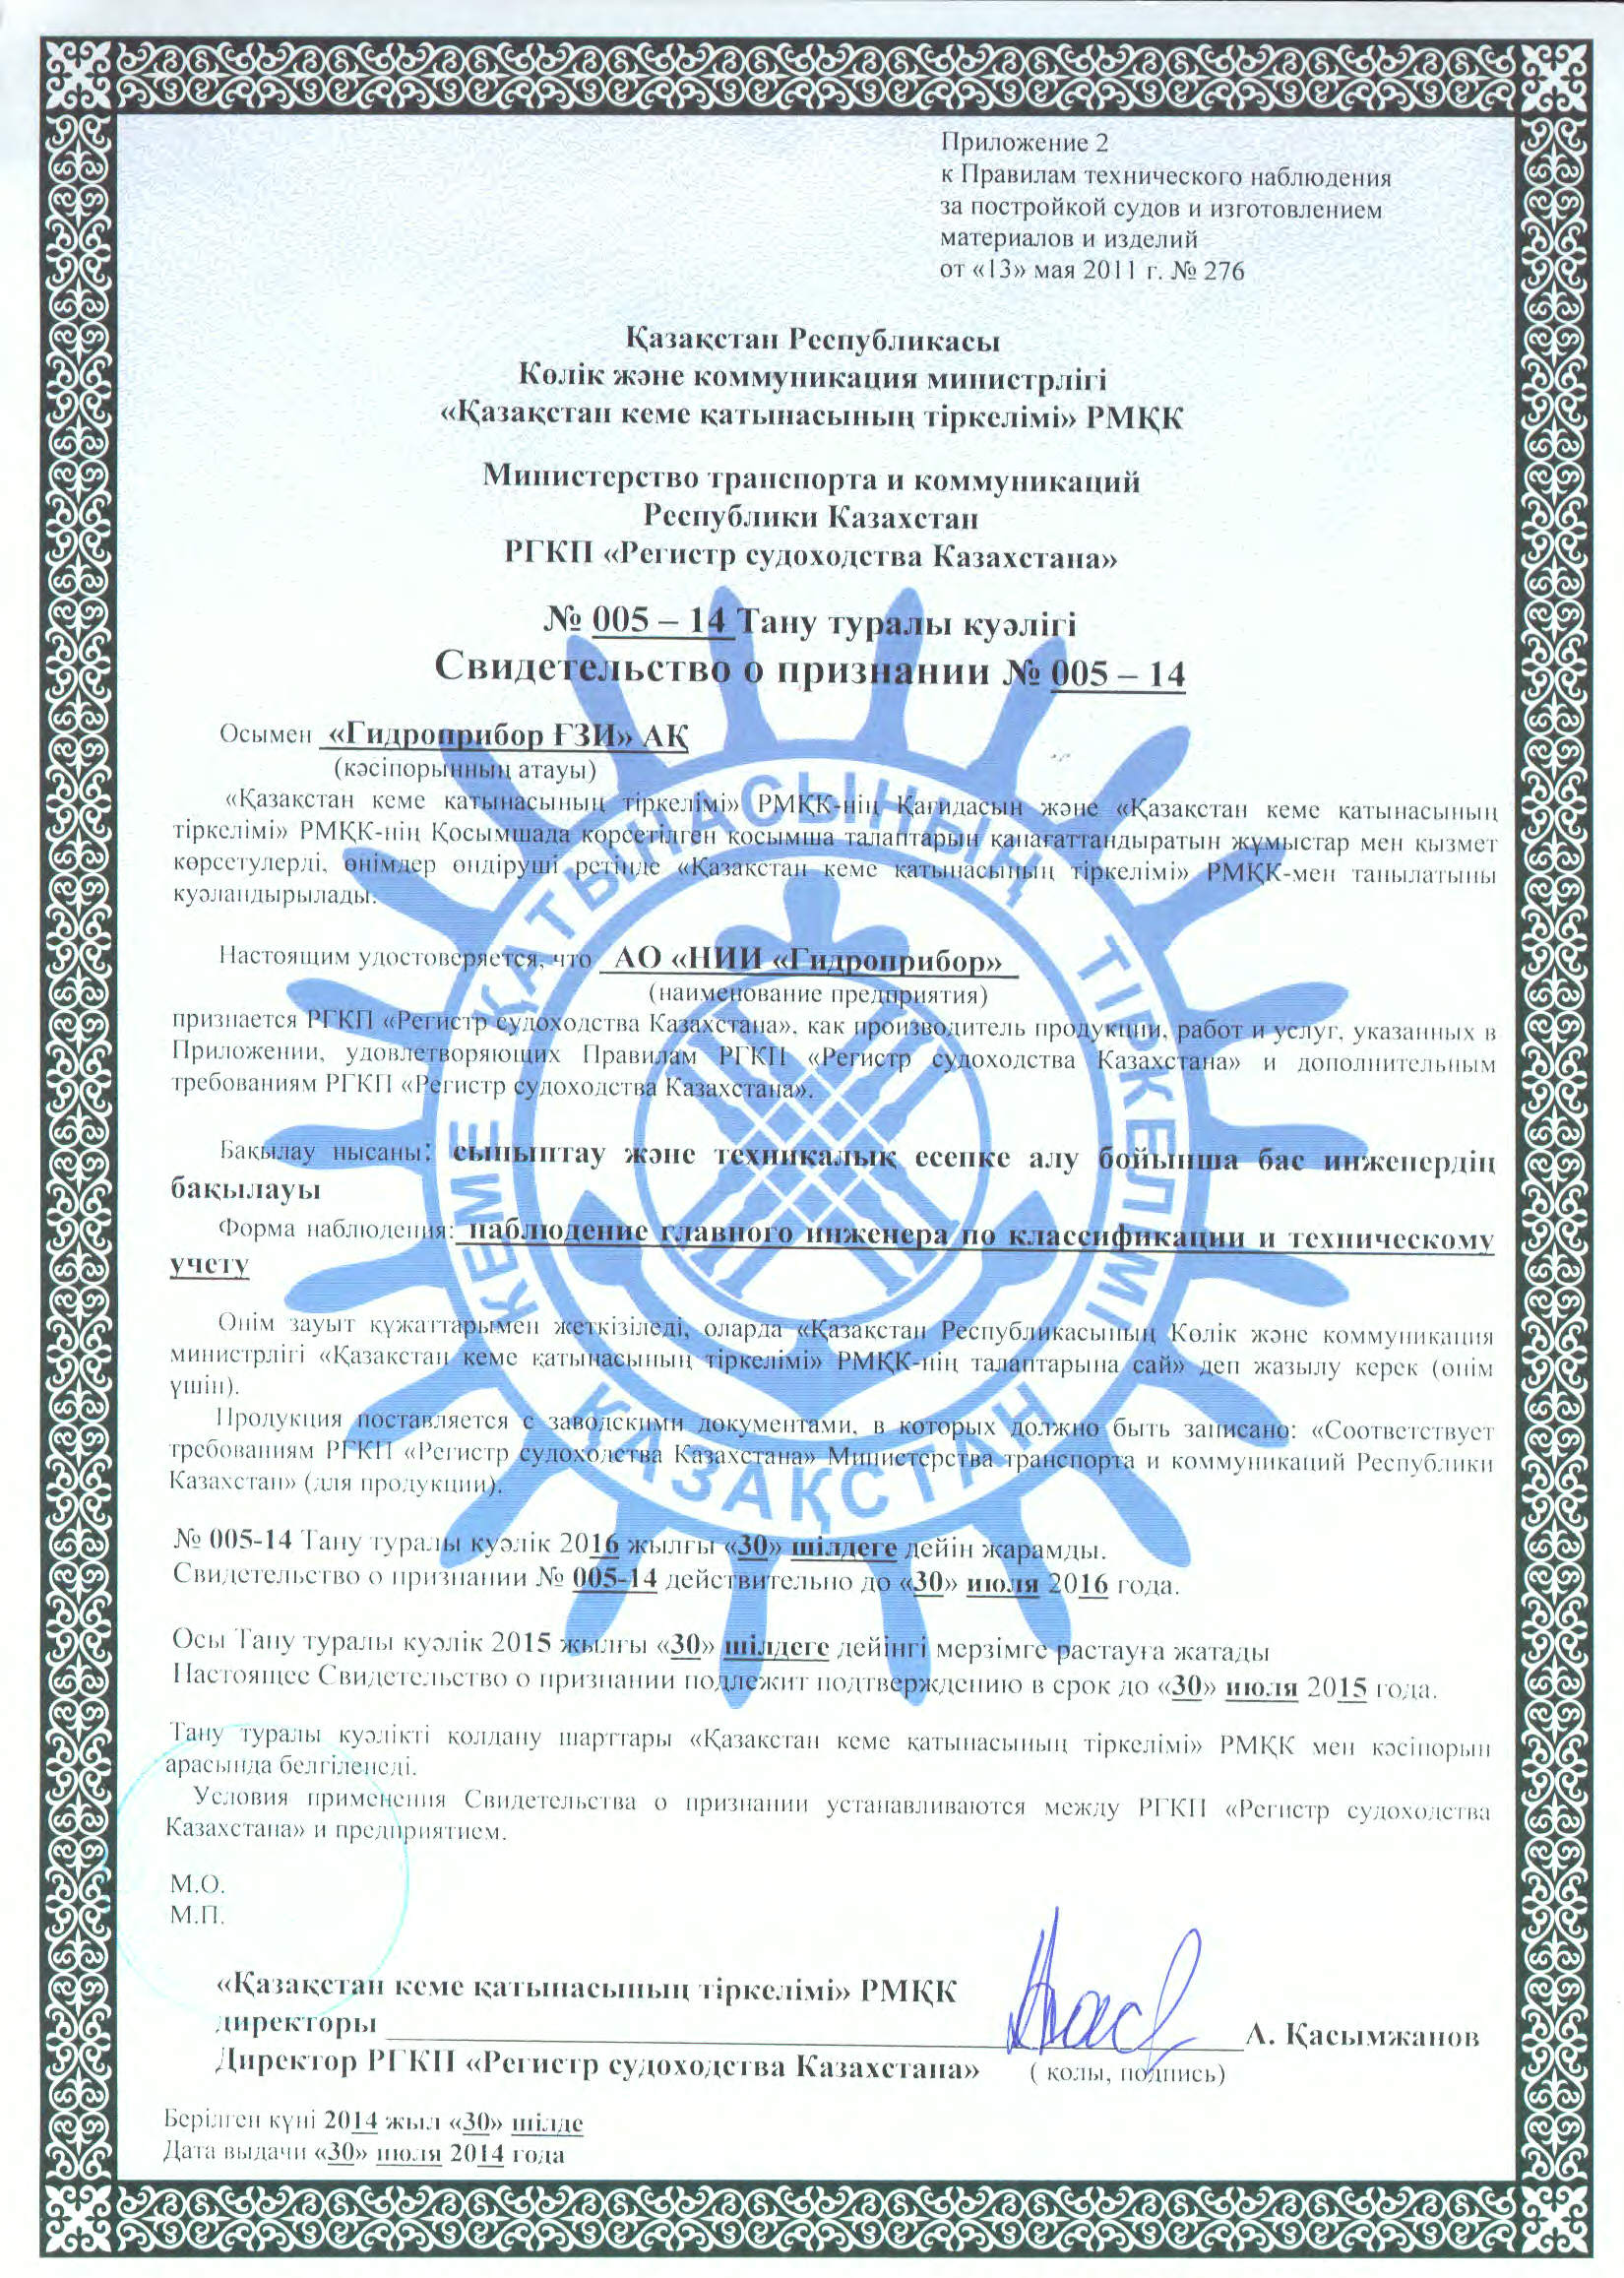 Приложение 2
к Правилам технического наблюдения
за постройкой судов и изготовлением
материалов и изделий
от «13» мая 2011 г. № 276
Қазақстан Республикасы
Көлік және коммуникация министрлігі
«Қазақстан кеме қатынасының тіркелімі» РМҚК
Министерство транспорта и коммуникаций
Республики Казахстан
РГКП «Регистр судоходства Казахстана»
№ 005 – 14 Тану туралы куәлігі
Свидетельство о признании № 005 – 14
Осымен «Гидроприбор ҒЗИ» АҚ
(кәсіпорынның атауы)
«Қазақстан кеме қатынасының тіркелімі» РМҚК-нің Қағидасын және «Қазақстан кеме қатынасының
тіркелімі» РМҚК-нің Қосымшада көрсетілген қосымша талаптарын қанағаттандыратын жұмыстар мен қызмет
көрсетулерді, өнімдер өндіруші ретінде «Қазақстан кеме қатынасының тіркелімі» РМҚК-мен танылатыны
куәландырылады.
Настоящим удостоверяется, что АО «НИИ «Гидроприбор»
(наименование предприятия)
признается РГКП «Регистр судоходства Казахстана», как производитель продукции, работ и услуг, указанных в
Приложении, удовлетворяющих Правилам РГКП «Регистр судоходства Казахстана» и дополнительным
требованиям РГКП «Регистр судоходства Казахстана».
Бақылау нысаны: сыныптау және техникалық есепке алу бойынша бас инженердің
бақылауы
Форма наблюдения: наблюдение главного инженера по классификации и техническому
учету
Өнім зауыт құжаттарымен жеткізіледі, оларда «Қазақстан Республикасының Көлік және коммуникация
министрлігі «Қазақстан кеме қатынасының тіркелімі» РМҚК-нің талаптарына сай» деп жазылу керек (өнім
үшін).
Продукция поставляется с заводскими документами, в которых должно быть записано: «Соответствует
требованиям РГКП «Регистр судоходства Казахстана» Министерства транспорта и коммуникаций Республики
Казахстан» (для продукции).
№ 005-14 Тану туралы куәлік 2016 жылғы «30» шілдеге дейін жарамды.
Свидетельство о признании № 005-14 действительно до «30» июля 2016 года.
Осы Тану туралы куәлік 2015 жылғы «30» шілдеге дейінгі мерзімге растауға жатады
Настоящее Свидетельство о признании подлежит подтверждению в срок до «30» июля 2015 года.
Тану туралы куәлікті қолдану шарттары «Қазақстан кеме қатынасының тіркелімі» РМҚК мен кәсіпорын
арасында белгіленеді.
Условия применения Свидетельства о признании устанавливаются между РГКП «Регистр судоходства
Казахстана» и предприятием.
М.О.
М.П.
«Қазақстан кеме қатынасының тіркелімі» РМҚК
директоры А. Қасымжанов
Директор РГКП «Регистр судоходства Казахстана» ( қолы, подпись)
Берілген күні 2014 жыл «30» шілде
Дата выдачи «30» июля 2014 года
КЕМЕ ҚАТЫНАСЫНЫҢ ТІРКЕЛІМІ
ҚАЗАҚСТАН